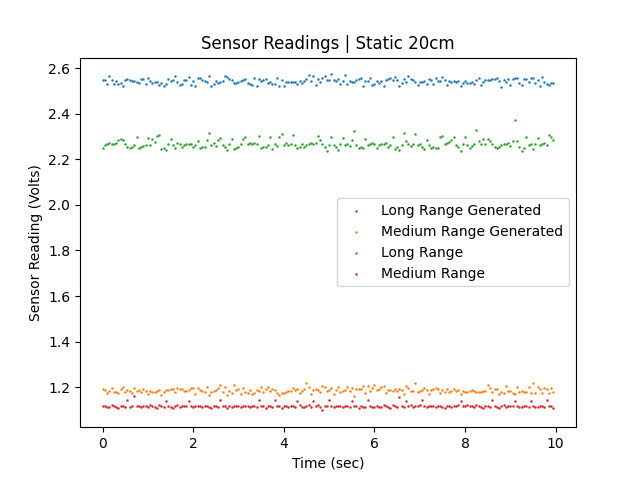 Sensor Readings | Static 20cm
Sensor Reading (Volts)
2.6
2.4
2.2
2.0
1.8
1.6
1.4
1.2
Long Range Generated
Medium Range Generated
Long Range
Medium Range
0 2 4 6 8 10
Time (sec)